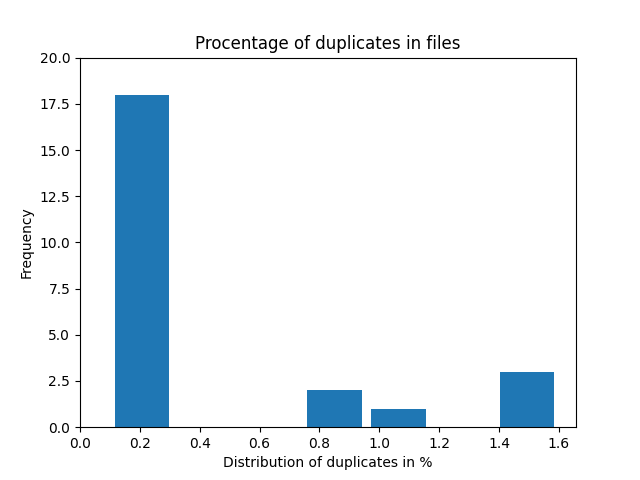 Procentage of duplicates in files
20.0
17.5
15.0
12.5
10.0
7.5
5.0
2.5
0.0
Frequency
0.0 0.2 0.4 0.6 0.8 1.0 1.2 1.4 1.6
Distribution of duplicates in %